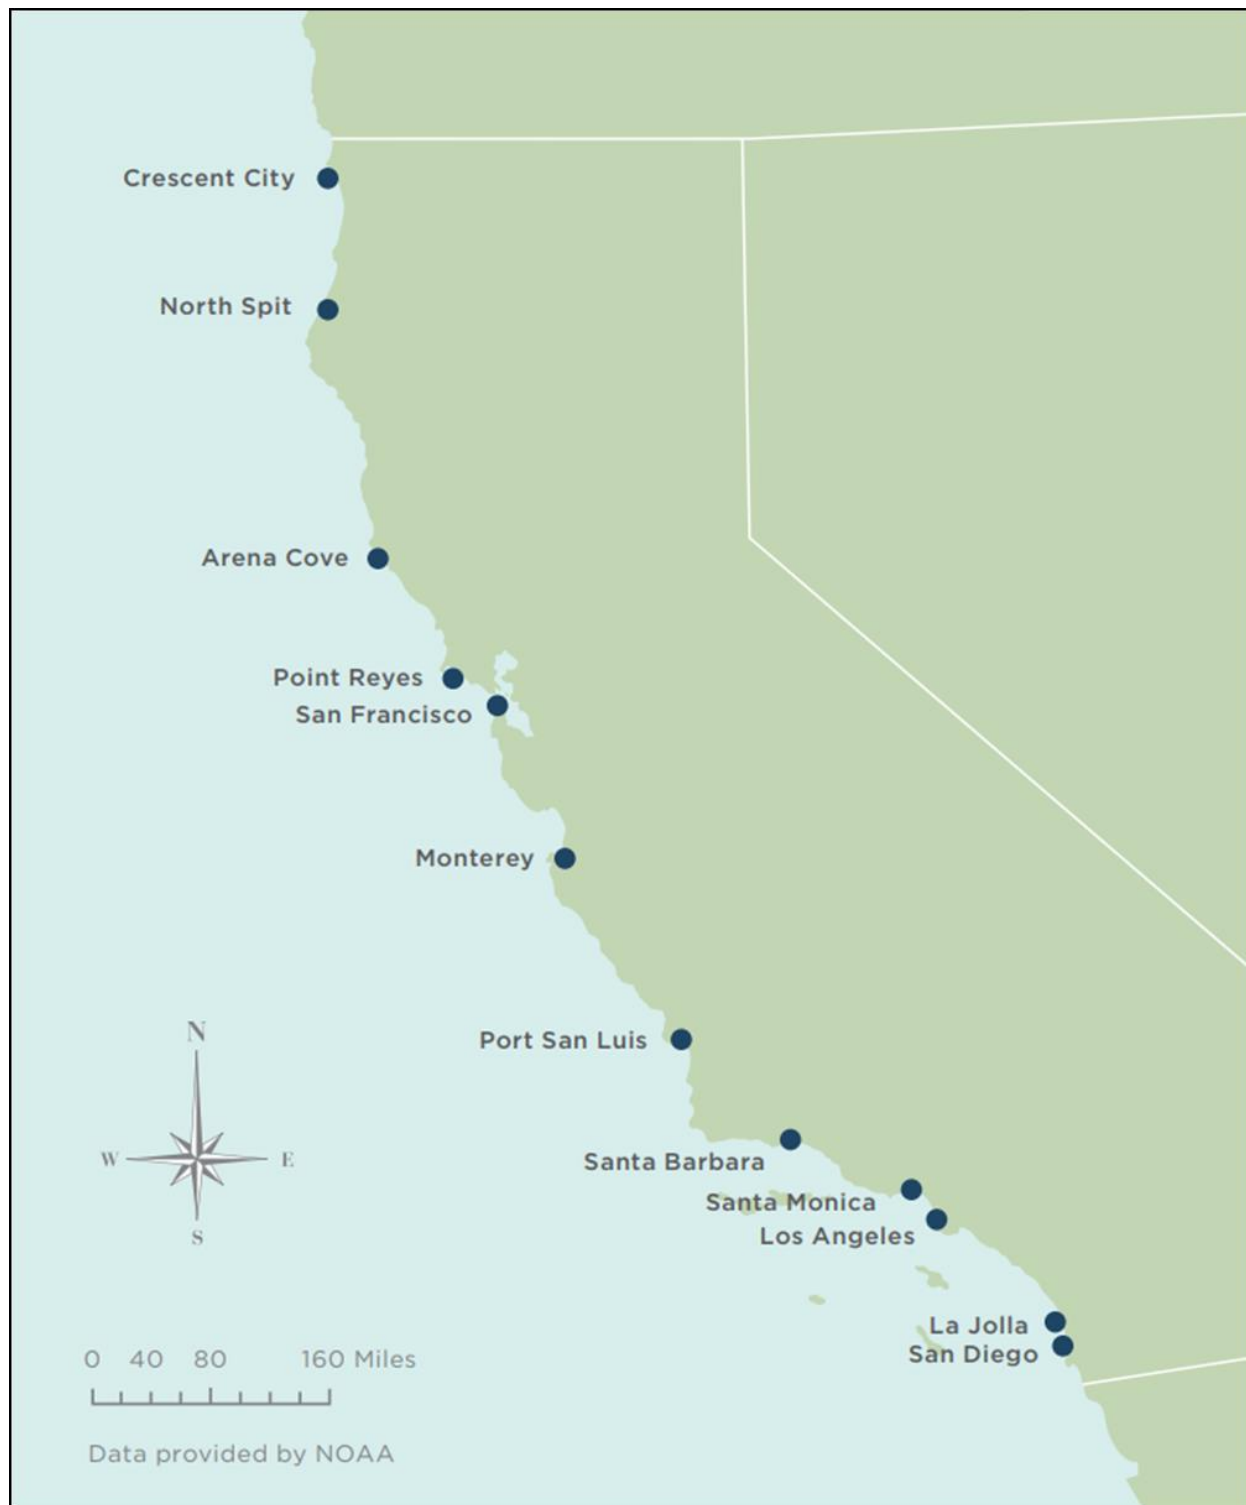 Crescent City
North Spit
Arena Cove
Point Reyes
San Francisco
Monterey
Port San Luis
N
W E
S
Santa Barbara
Santa Monica
Los Angeles
La Jolla
San Diego
0 40 80 160 Miles
Data provided by NOAA